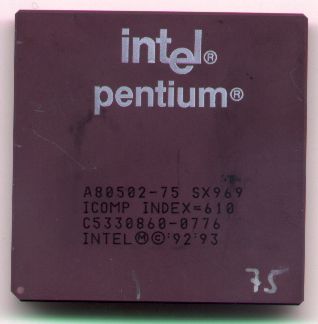 intel®
pentium®
A80502-75 SX969
ICOMP INDEX=610
C5330860-0776
INTEL Ⓜ © '92 '93
75